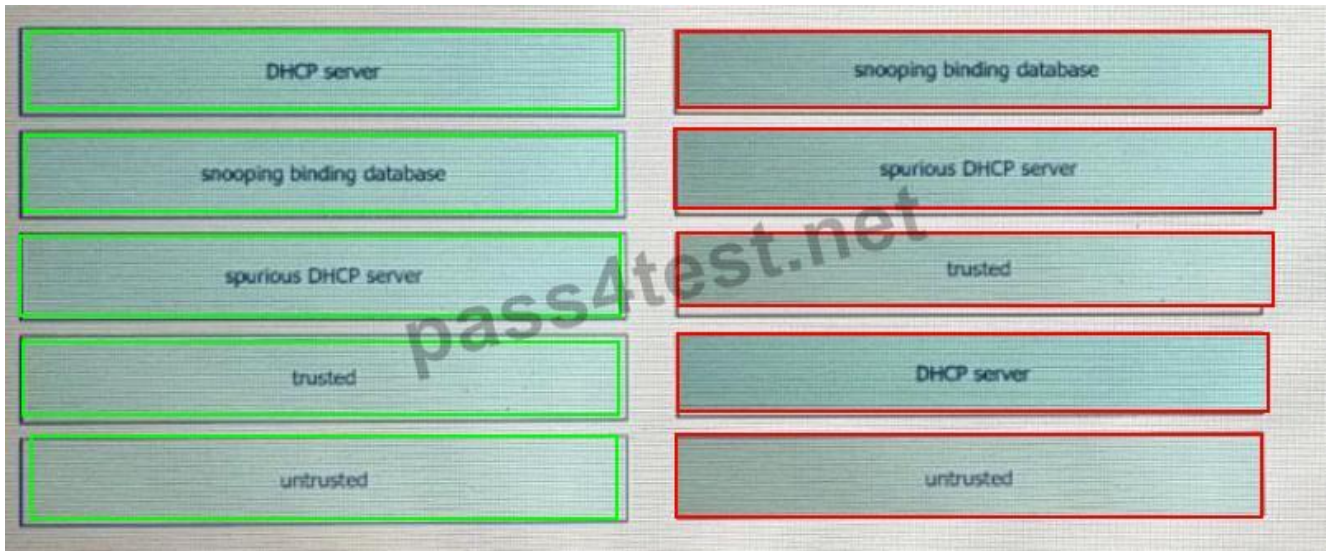 DHCP server
snooping binding database
snooping binding database
spurious DHCP server
spurious DHCP server
trusted
trusted
DHCP server
untrusted
untrusted
pass4test.net